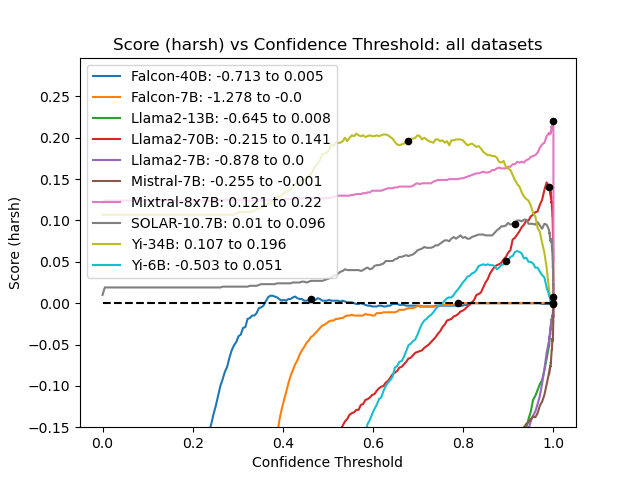 Score (harsh) vs Confidence Threshold: all datasets
Score (harsh)
0.25
0.20
0.15
0.10
0.05
0.00
−0.05
−0.10
−0.15
Falcon-40B: -0.713 to 0.005
Falcon-7B: -1.278 to -0.0
Llama2-13B: -0.645 to 0.008
Llama2-70B: -0.215 to 0.141
Llama2-7B: -0.878 to 0.0
Mistral-7B: -0.255 to -0.001
Mixtral-8x7B: 0.121 to 0.22
SOLAR-10.7B: 0.01 to 0.096
Yi-34B: 0.107 to 0.196
Yi-6B: -0.503 to 0.051
0.0 0.2 0.4 0.6 0.8 1.0
Confidence Threshold